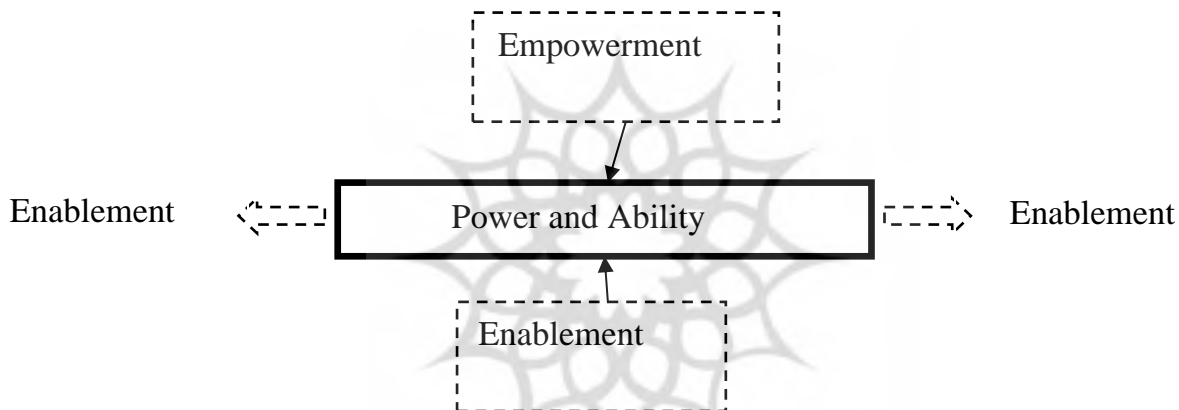 Empowerment
Enablement
Power and Ability
Enablement
Enablement